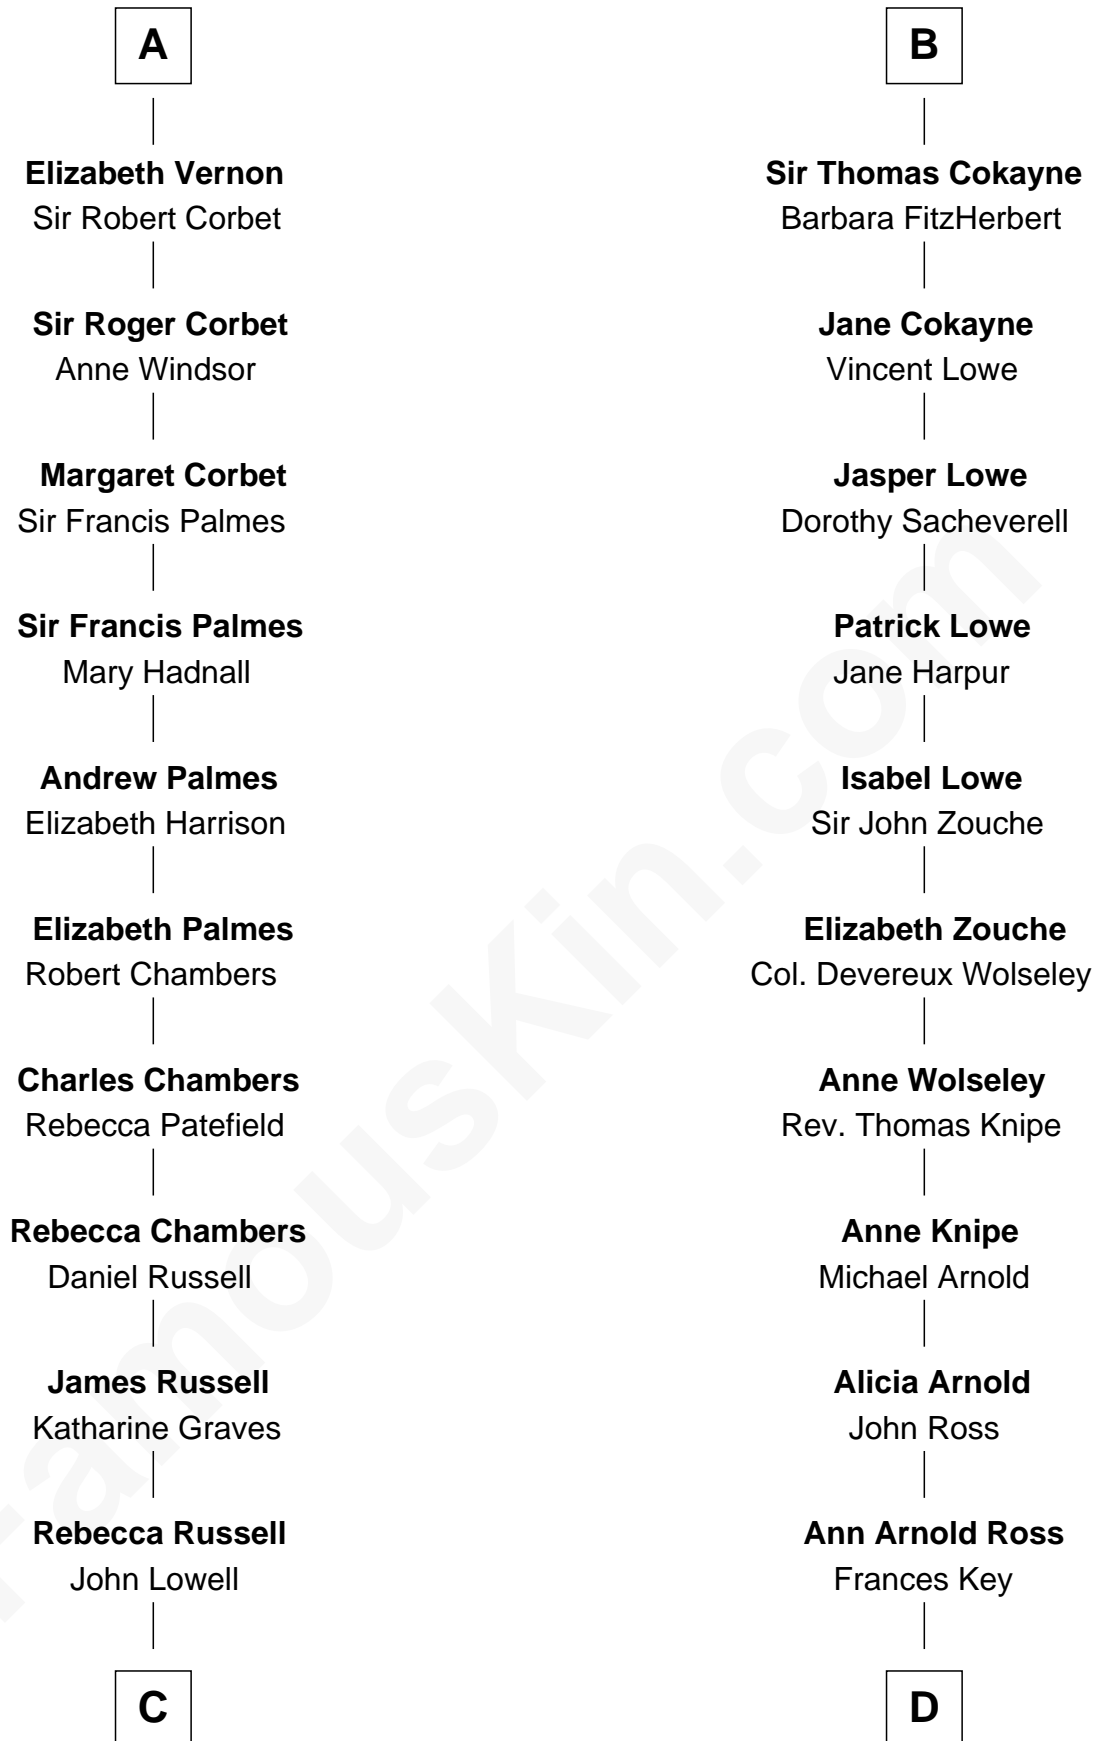 A
Elizabeth Vernon
Sir Robert Corbet
Sir Roger Corbet
Anne Windsor
Margaret Corbet
Sir Francis Palmes
Sir Francis Palmes
Mary Hadnall
Andrew Palmes
Elizabeth Harrison
Elizabeth Palmes
Robert Chambers
Charles Chambers
Rebecca Patefield
Rebecca Chambers
Daniel Russell
James Russell
Katharine Graves
Rebecca Russell
John Lowell
C
B
Sir Thomas Cokayne
Barbara FitzHerbert
Jane Cokayne
Vincent Lowe
Jasper Lowe
Dorothy Sacheverell
Patrick Lowe
Jane Harpur
Isabel Lowe
Sir John Zouche
Elizabeth Zouche
Col. Devereux Wolseley
Anne Wolseley
Rev. Thomas Knipe
Anne Knipe
Michael Arnold
Alicia Arnold
John Ross
Ann Arnold Ross
Frances Key
D
FamousKin.com